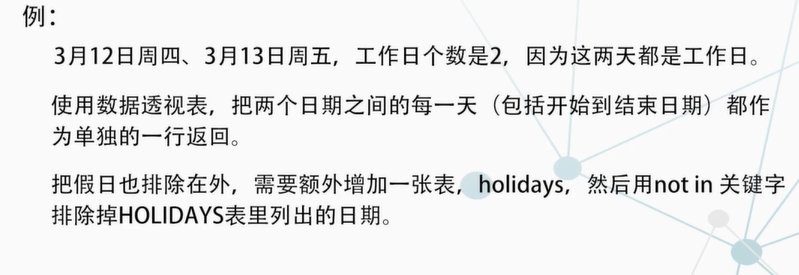 例：
3月12日周四、3月13日周五，工作日个数是2，因为这两天都是工作日。
使用数据透视表，把两个日期之间的每一天（包括开始到结束日期）都作
为单独的一行返回。
把假日也排除在外，需要额外增加一张表，holidays，然后用not in 关键字
排除掉HOLIDAYS表里列出的日期。